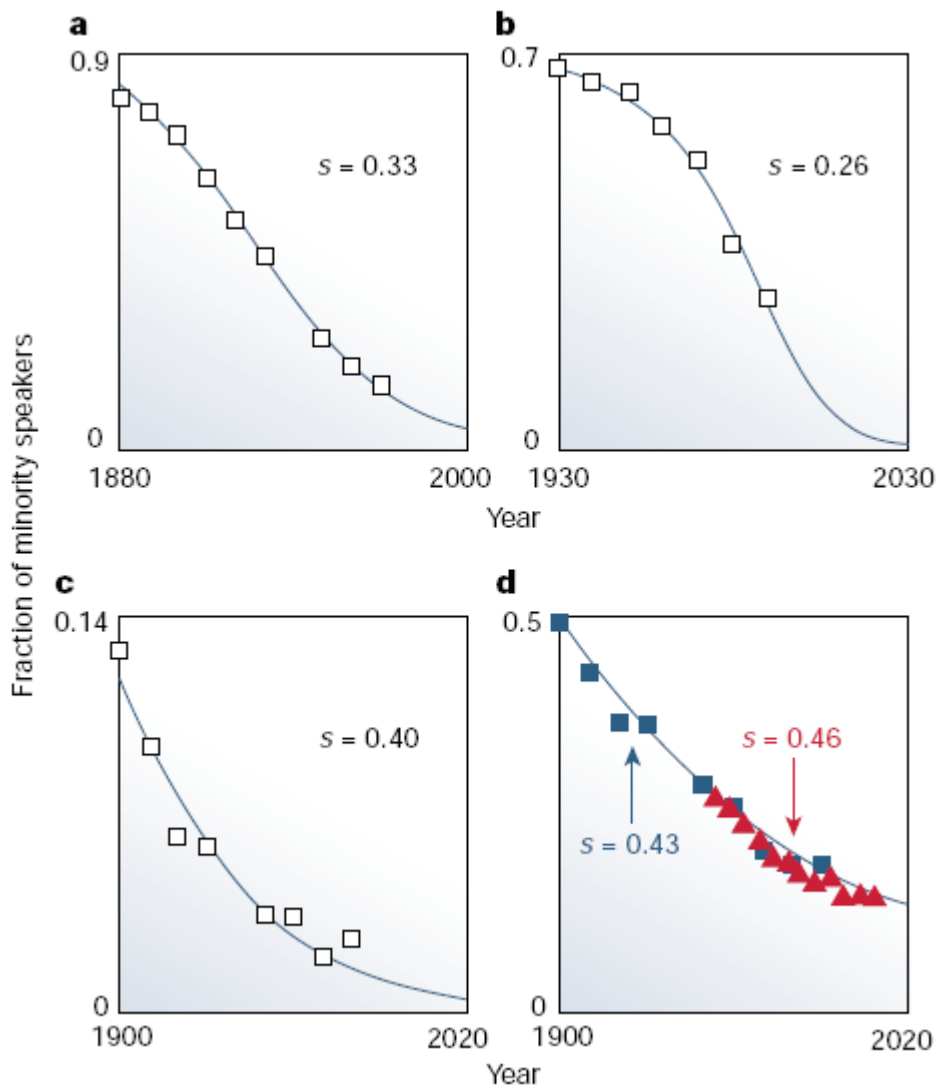 a
0.9
s = 0.33
0
1880
2000
b
0.7
s = 0.26
0
1930
2030
Year
Fraction of minority speakers
c
0.14
s = 0.40
0
1900
2020
d
0.5
s = 0.46
s = 0.43
0
1900
2020
Year